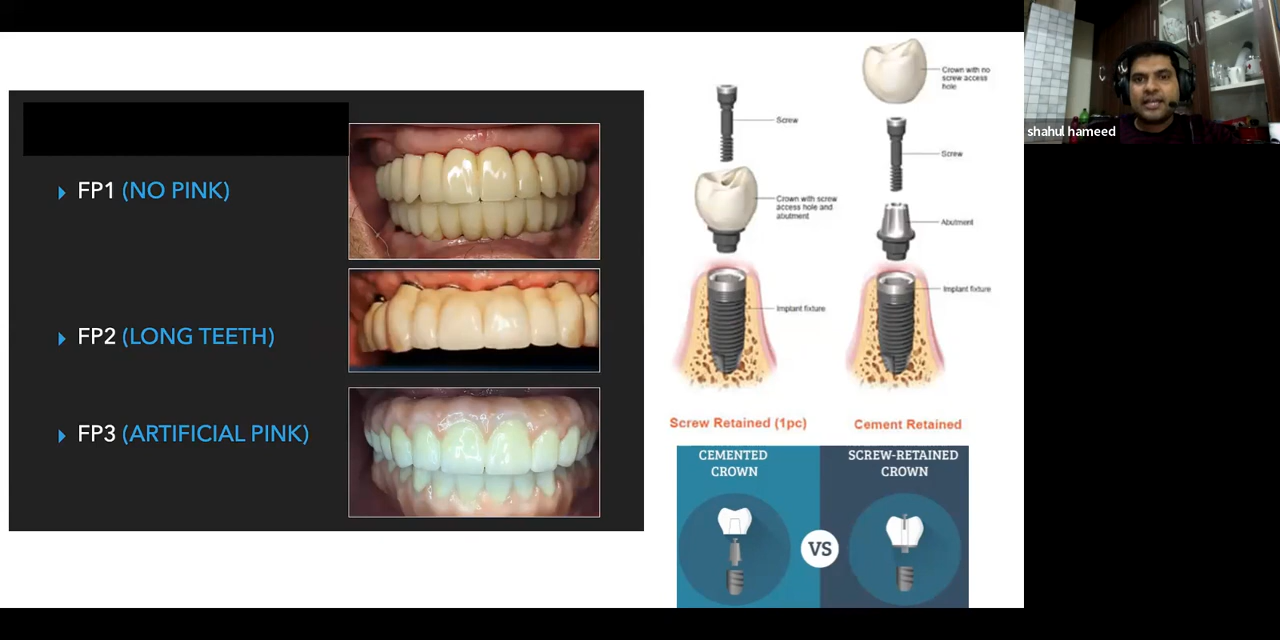 FP1 (NO PINK)
FP2 (LONG TEETH)
FP3 (ARTIFICIAL PINK)
Screw
Crown with screw
access hole and
abutment
Implant fixture
Screw Retained (1pc)
Crown with no
screw access
hole
Screw
Abutment
Implant fixture
Cement Retained
CEMENTED
CROWN
VS
SCREW-RETAINED
CROWN
shahul hameed